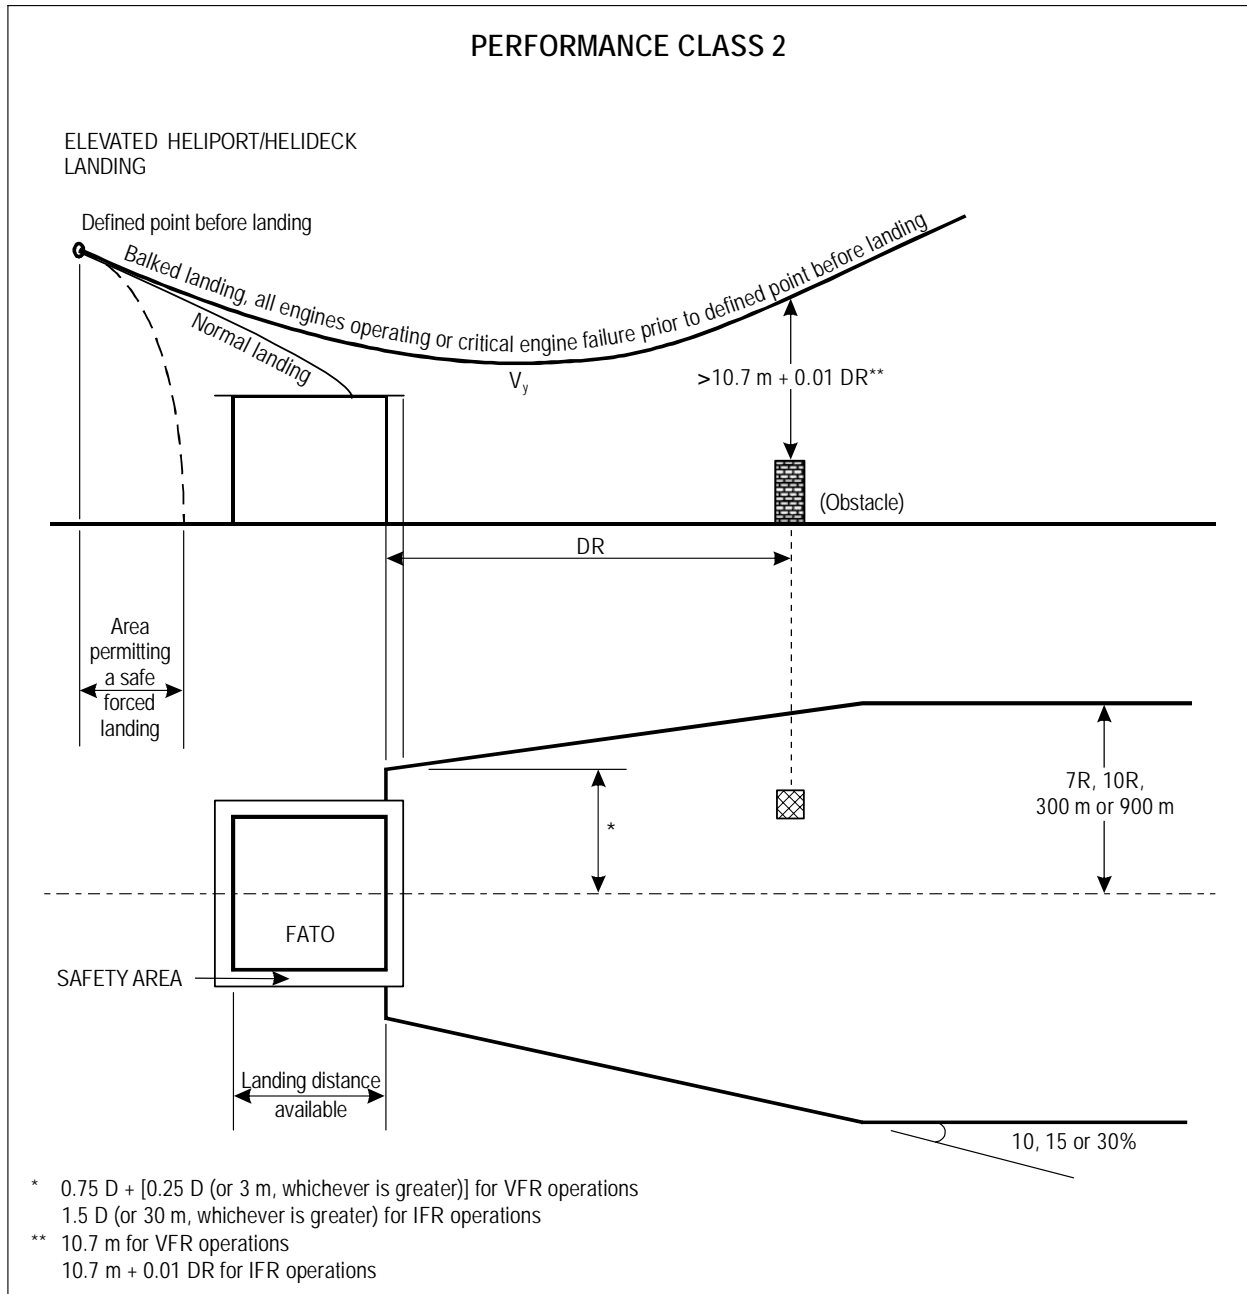 PERFORMANCE CLASS 2
ELEVATED HELIPORT/HELIDECK
LANDING
Defined point before landing
Balked landing, all engines operating or critical engine failure prior to defined point before landing
Normal landing
Vy
>10.7 m + 0.01 DR**
(Obstacle)
DR
Area
permitting
a safe
forced
landing
7R, 10R,
300 m or 900 m
*
FATO
SAFETY AREA
Landing distance
available
10, 15 or 30%
* 0.75 D + [0.25 D (or 3 m, whichever is greater)] for VFR operations
1.5 D (or 30 m, whichever is greater) for IFR operations
** 10.7 m for VFR operations
10.7 m + 0.01 DR for IFR operations